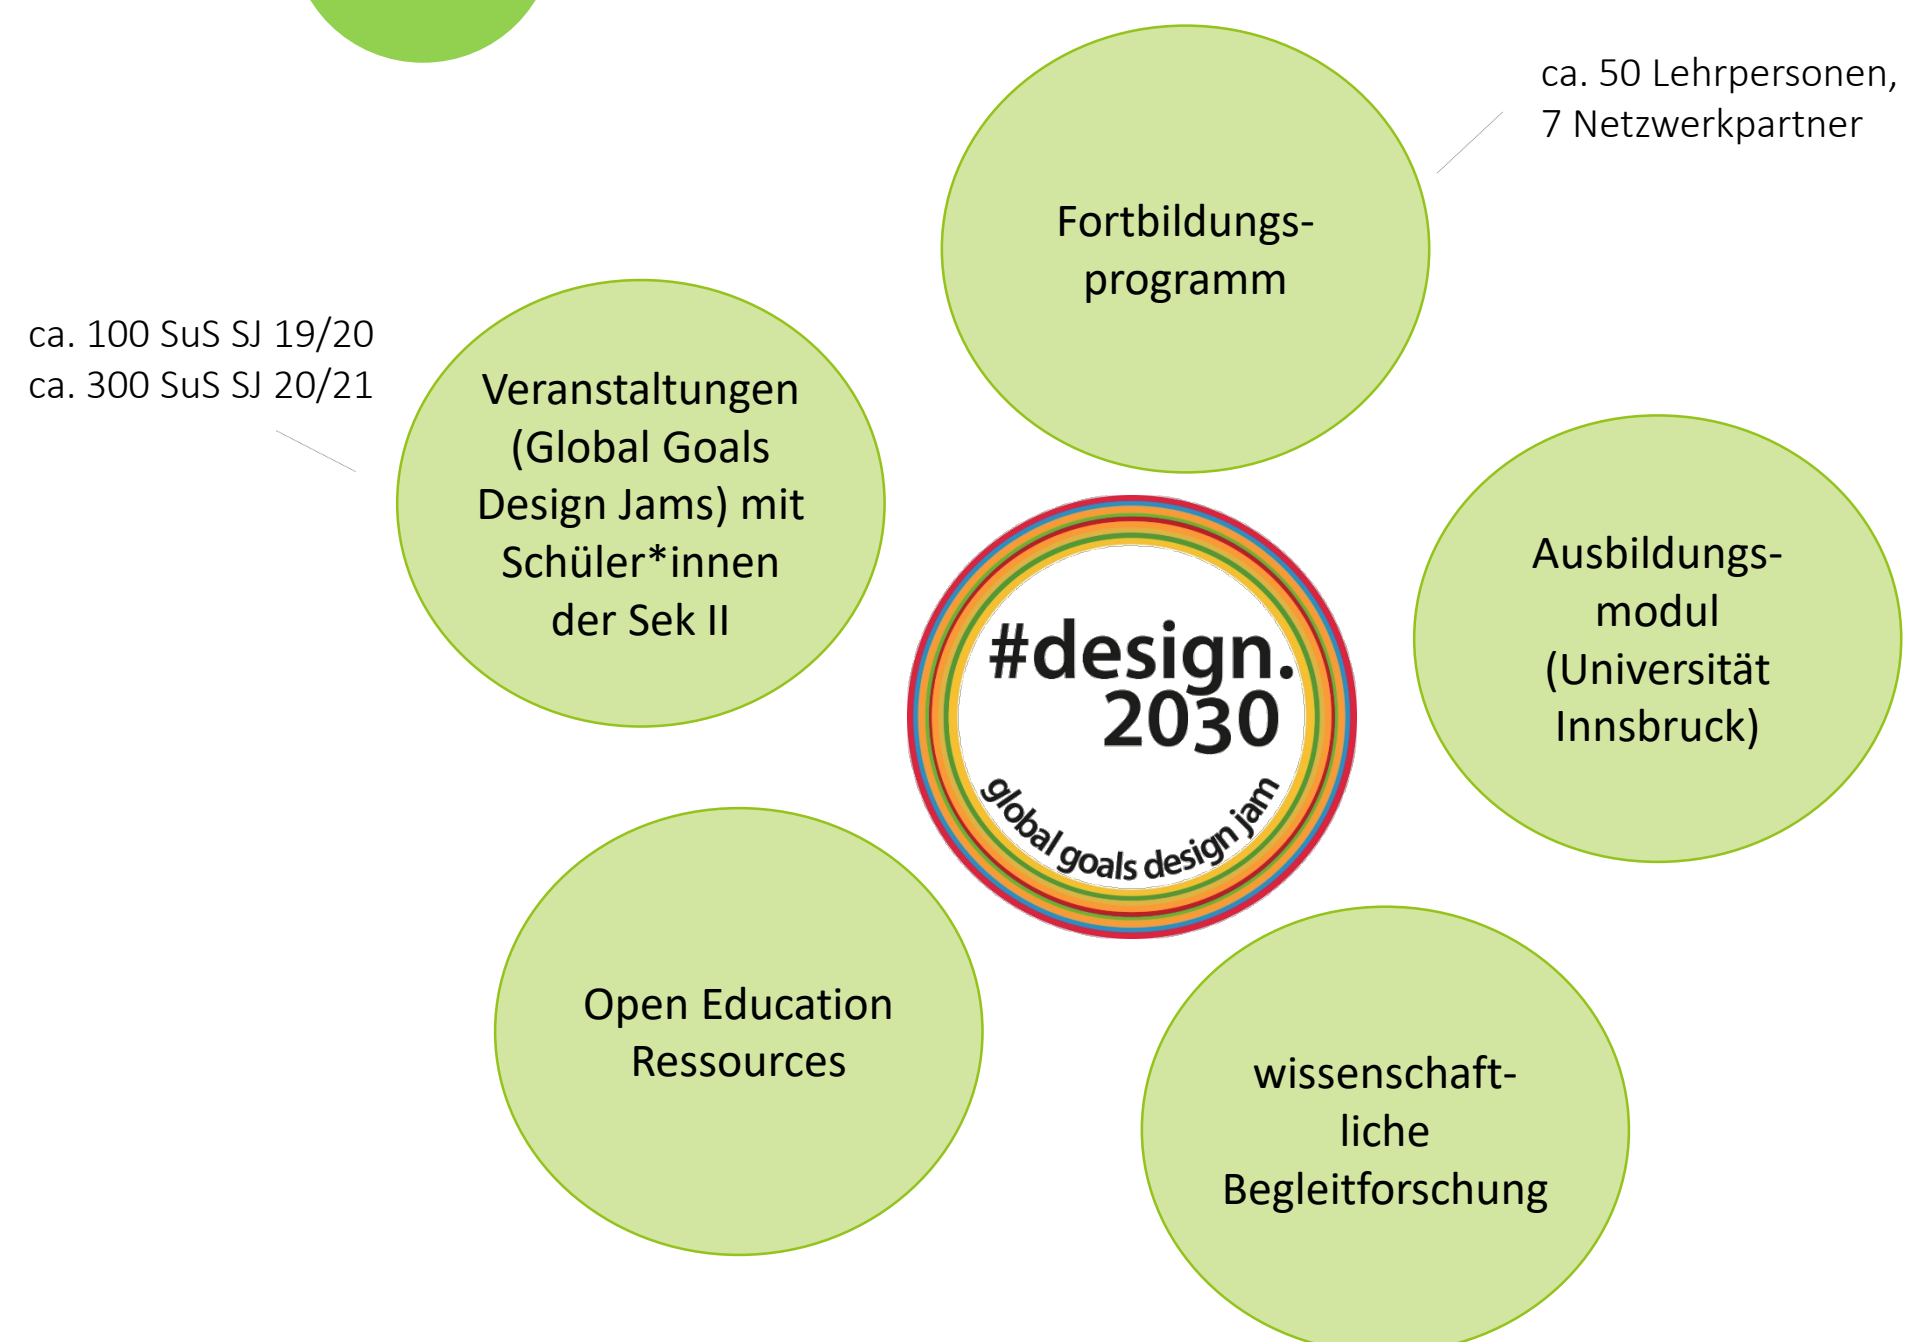 ca. 50 Lehrpersonen,
7 Netzwerkpartner
Fortbildungs-
programm
ca. 100 SuS SJ 19/20
ca. 300 SuS SJ 20/21
Veranstaltungen
(Global Goals
Design Jams) mit
Schüler*innen
der Sek II
Ausbildungs-
modul
(Universität
Innsbruck)
#design.
2030
global goals design jam
Open Education
Ressources
wissenschaft-
liche
Begleitforschung